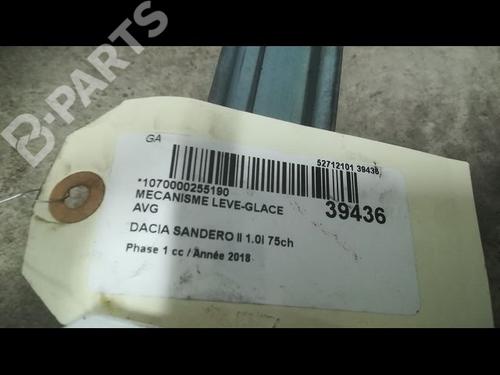 B-PARTS
GA
52712101 39436
*1070000255190
MECANISME LEVE-GLACE
AVG
39436
DACIA SANDERO II 1.0I 75ch
Phase 1 cc / Année 2018